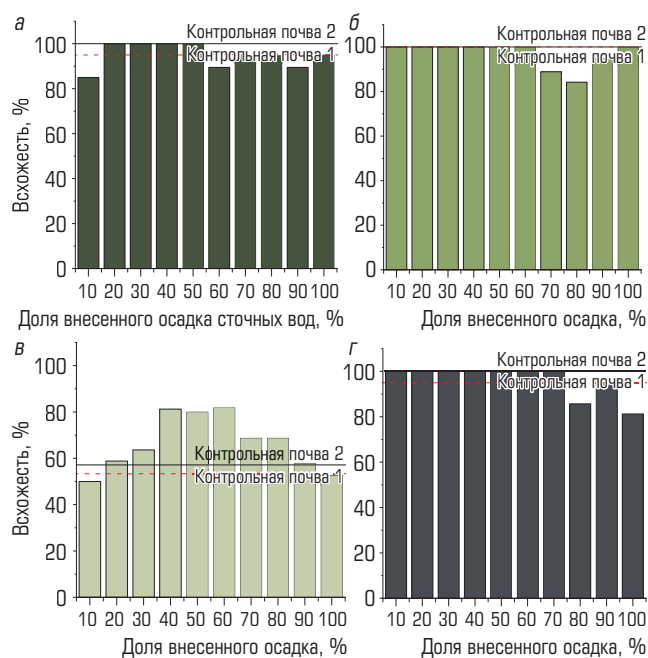 а
Контрольная почва 2
100
Контрольная почва 1
80
60
40
20
0
Всхожесть, %
10 20 30 40 50 60 70 80 90 100
Доля внесенного осадка сточных вод, %
б
Контрольная почва 2
100
Контрольная почва 1
80
60
40
20
0
10 20 30 40 50 60 70 80 90 100
Доля внесенного осадка, %
в
100
80
60
40
20
0
Всхожесть, %
Контрольная почва 2
Контрольная почва 1
10 20 30 40 50 60 70 80 90 100
Доля внесенного осадка, %
г
Контрольная почва 2
100
Контрольная почва 1
80
60
40
20
0
10 20 30 40 50 60 70 80 90 100
Доля внесенного осадка, %